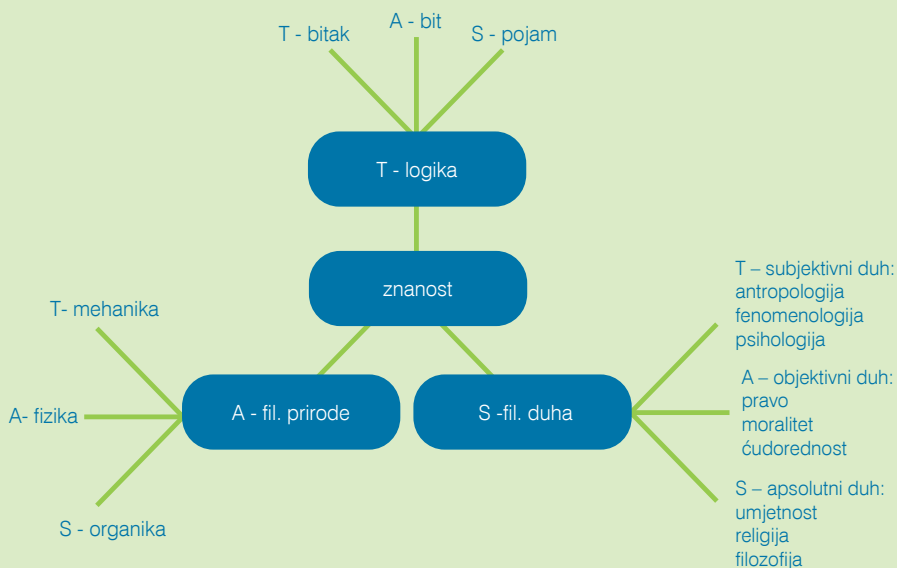 T - bitak
A - bit
S - pojam
T - logika
znanost
T- mehanika
A- fizika
S - organika
A - fil. prirode
S -fil. duha
T – subjektivni duh:
antropologija
fenomenologija
psihologija
A – objektivni duh:
pravo
moralitet
ćudorednost
S – apsolutni duh:
umjetnost
religija
filozofija